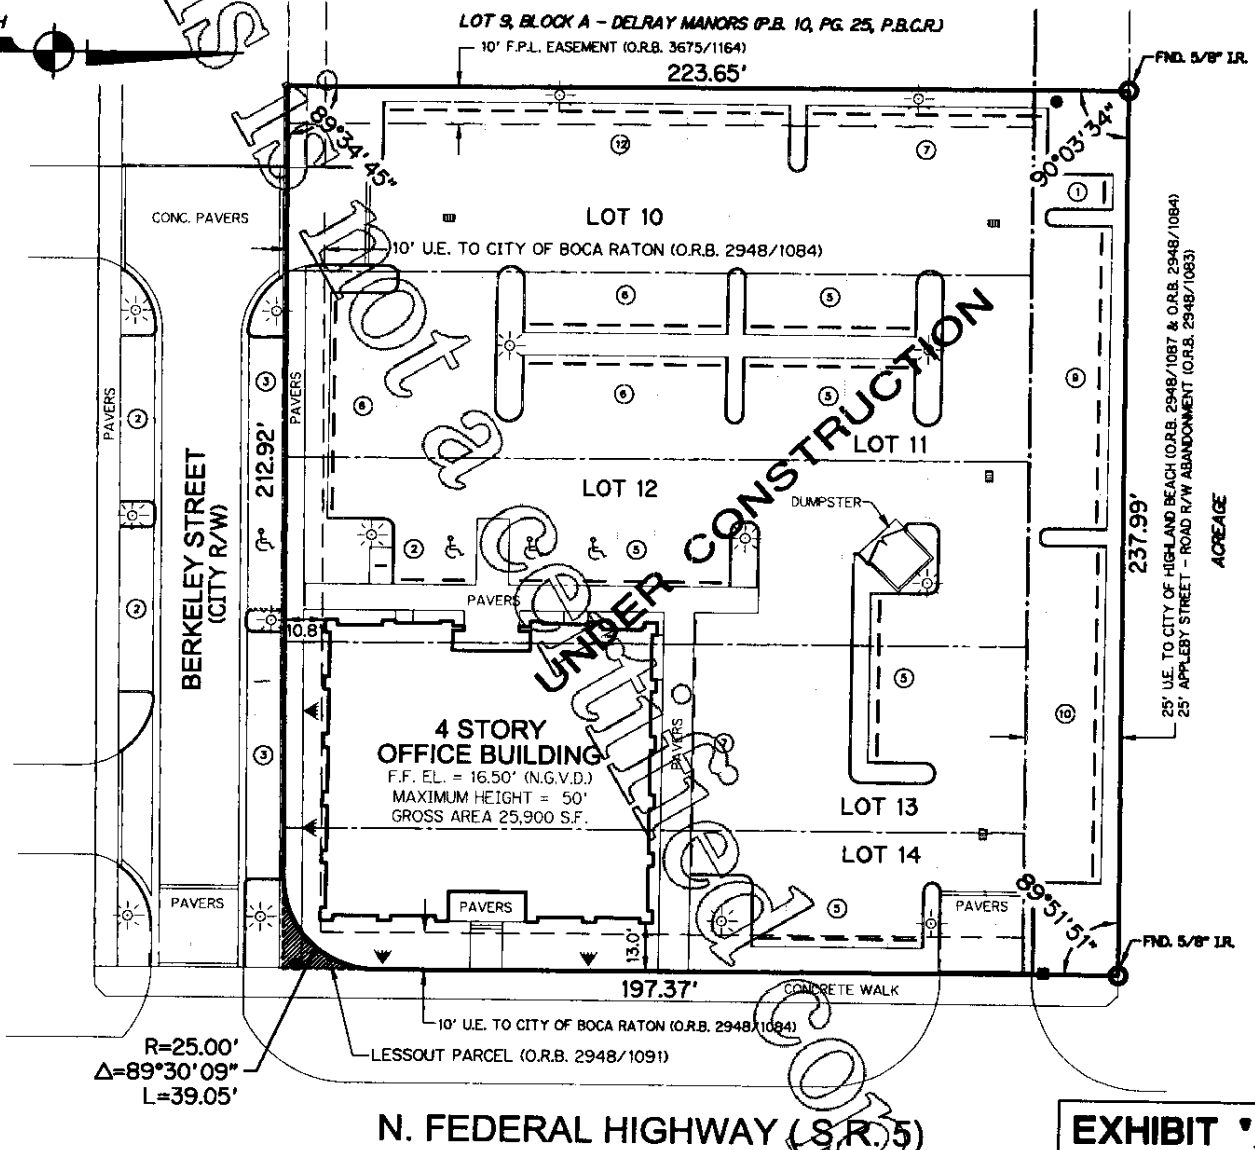 H
LOT 9, BLOCK A - DELRAY MANORS (P.B. 10, PG. 25, P.B.C.R.)
10' F.P.L. EASEMENT (O.R.B. 3675/1164)
223.65'
FND. 5/8" I.R.
89°34'45"
90°03'34"
12
7
1
CONC. PAVERS
LOT 10
10' U.E. TO CITY OF BOCA RATON (O.R.B. 2948/1084)
6
5
3
PAVERS
PAVERS
2
6
6
5
9
LOT 11
212.92'
BERKELEY STREET
(CITY R/W)
LOT 12
DUMPSTER
237.99'
25' U.E. TO CITY OF HIGHLAND BEACH (O.R.B. 2948/1087 & O.R.B. 2948/1084)
25' APPLEBY STREET - ROAD R/W ABANDONMENT (O.R.B. 2948/1083)
ACREAGE
UNDER CONSTRUCTION
2
5
PAVERS
2
10.81'
5
10
4 STORY
OFFICE BUILDING
F.F. EL. = 16.50' (N.G.V.D.)
MAXIMUM HEIGHT = 50'
GROSS AREA 25,900 S.F.
PAVERS
7
3
LOT 13
LOT 14
89°51'51"
PAVERS
PAVERS
5
PAVERS
13.0'
FND. 5/8" I.R.
197.37'
CONCRETE WALK
10' U.E. TO CITY OF BOCA RATON (O.R.B. 2948/1084)
LESSOUT PARCEL (O.R.B. 2948/1091)
R=25.00'
Δ=89°30'09"
L=39.05'
N. FEDERAL HIGHWAY (S.R. 5)
EXHIBIT "
is not a certified cop